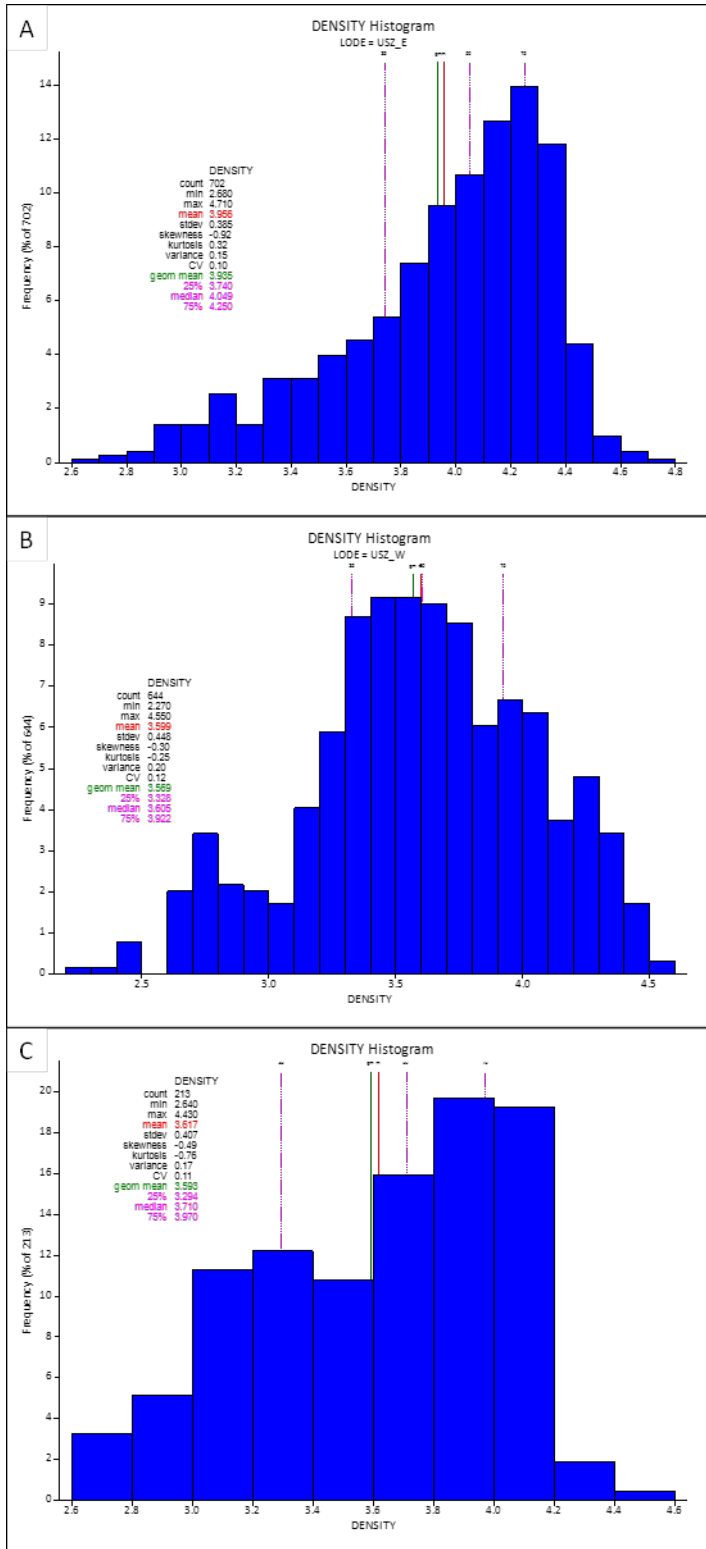 A
DENSITY Histogram
LODE = USZ_E
Frequency (% of 702)
14
12
10
8
6
4
2
0
DENSITY
count 702
min 2.680
max 4.710
mean 3.956
stdev 0.385
skewness -0.92
kurtosis 0.32
variance 0.15
CV 0.10
geom mean 3.935
25% 3.740
median 4.049
75% 4.250
2.6 2.8 3.0 3.2 3.4 3.6 3.8 4.0 4.2 4.4 4.6 4.8
DENSITY
B
DENSITY Histogram
LODE = USZ_W
Frequency (% of 644)
9
8
7
6
5
4
3
2
1
0
DENSITY
count 644
min 2.270
max 4.550
mean 3.599
stdev 0.448
skewness -0.30
kurtosis -0.25
variance 0.20
CV 0.12
geom mean 3.569
25% 3.328
median 3.605
75% 3.922
2.5 3.0 3.5 4.0 4.5
DENSITY
C
DENSITY Histogram
Frequency (% of 213)
20
18
16
14
12
10
8
6
4
2
0
DENSITY
count 213
min 2.640
max 4.430
mean 3.617
stdev 0.407
skewness -0.49
kurtosis -0.76
variance 0.17
CV 0.11
geom mean 3.593
25% 3.294
median 3.710
75% 3.970
2.6 2.8 3.0 3.2 3.4 3.6 3.8 4.0 4.2 4.4 4.6
DENSITY